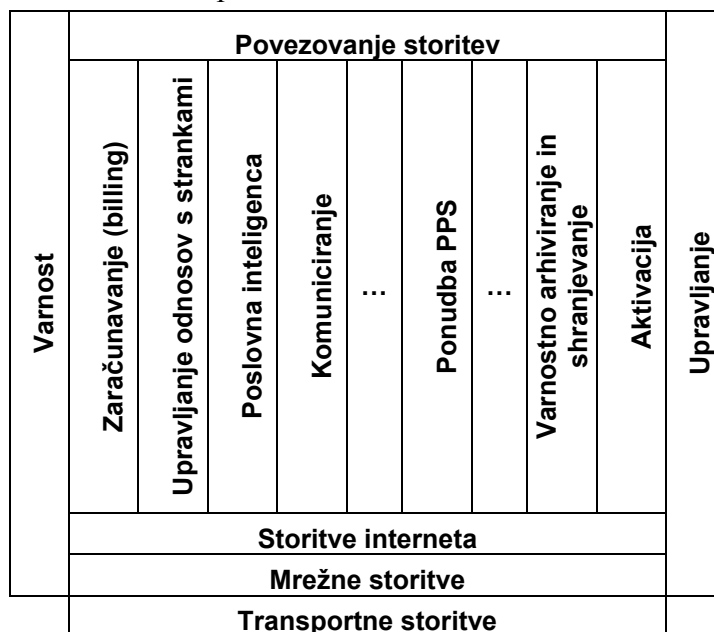 Povezovanje storitev
Varnost
Zaračunavanje (billing)
Upravljanje odnosov s strankami
Poslovna inteligenca
Komuniciranje
…
Ponudba PPS
…
Varnostno arhiviranje in
shranjevanje
Aktivacija
Upravljanje
Storitve interneta
Mrežne storitve
Transportne storitve